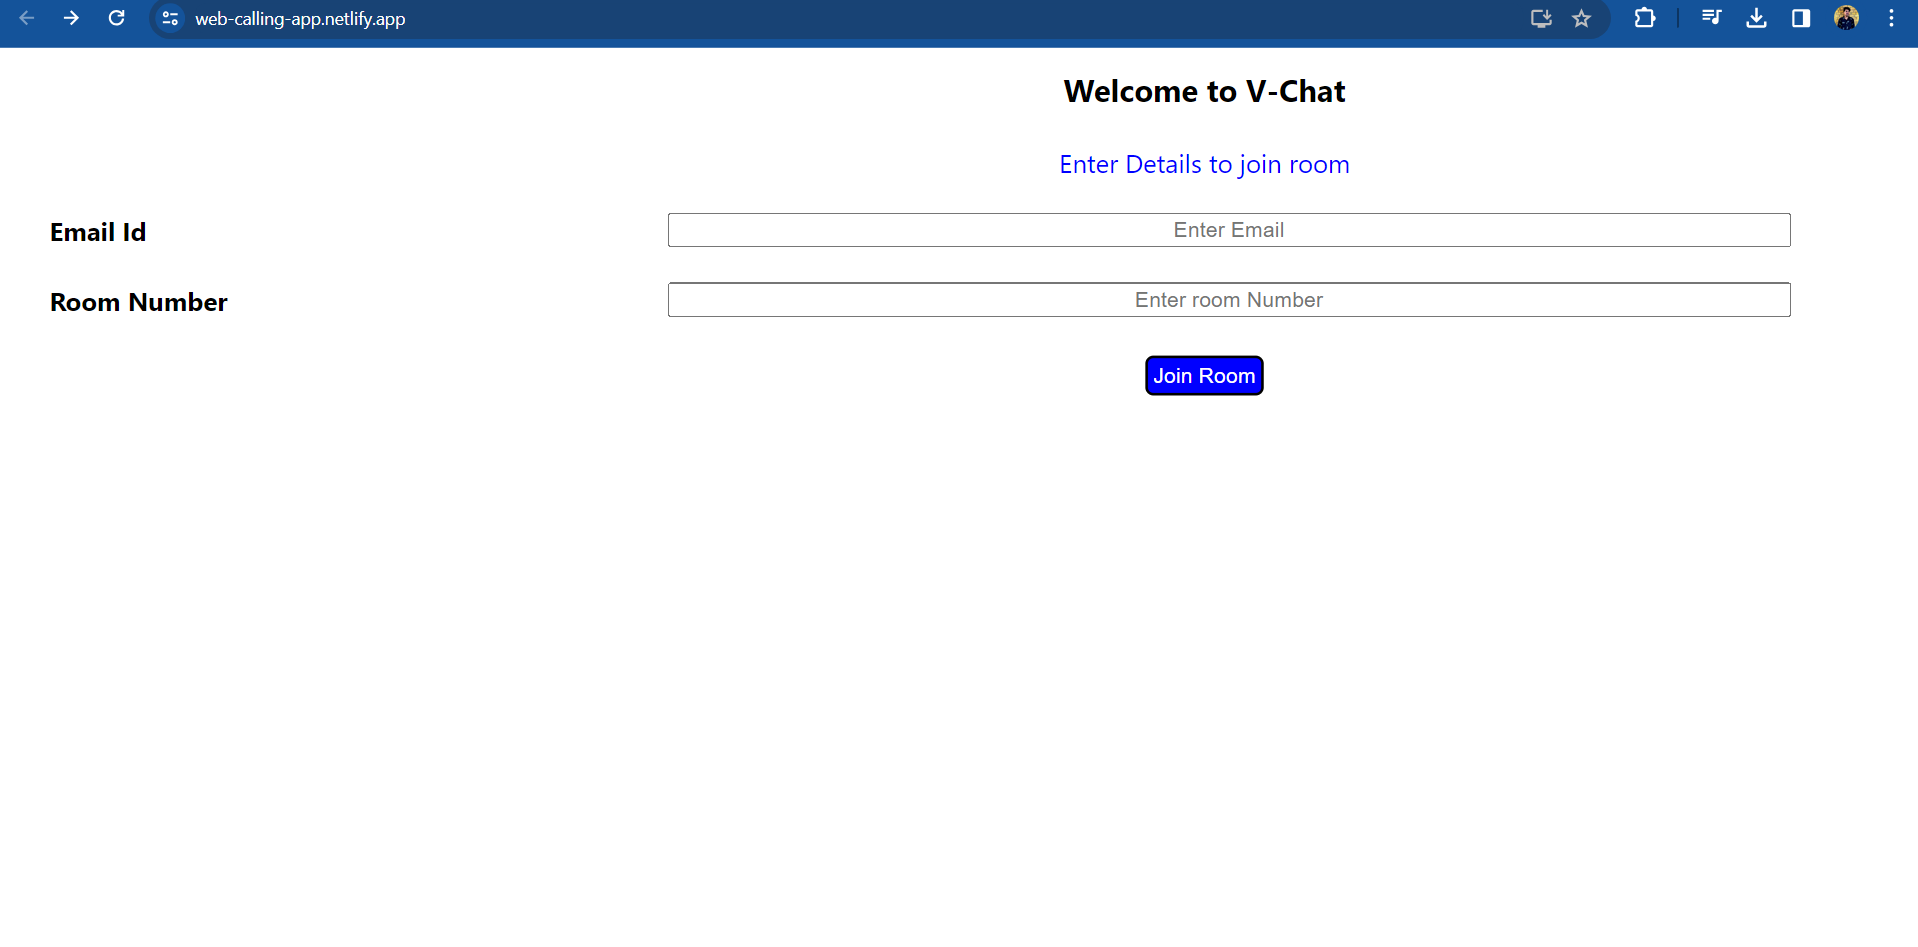 web-calling-app.netlify.app
Welcome to V-Chat
Enter Details to join room
Email Id
Enter Email
Room Number
Enter room Number
Join Room